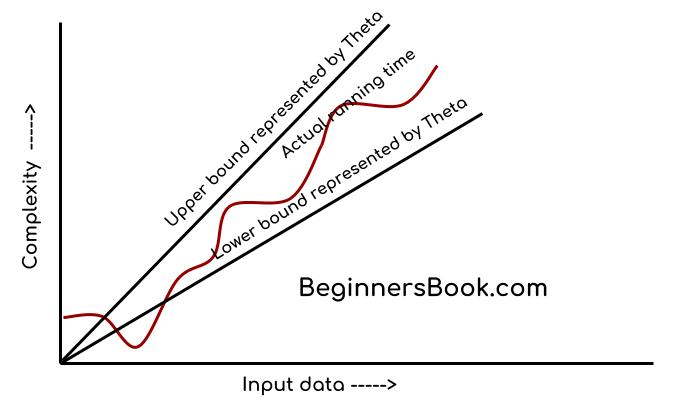 Upper bound represented by Theta
Actual running time
Lower bound represented by Theta
Complexity ----->
BeginnersBook.com
Input data ----->